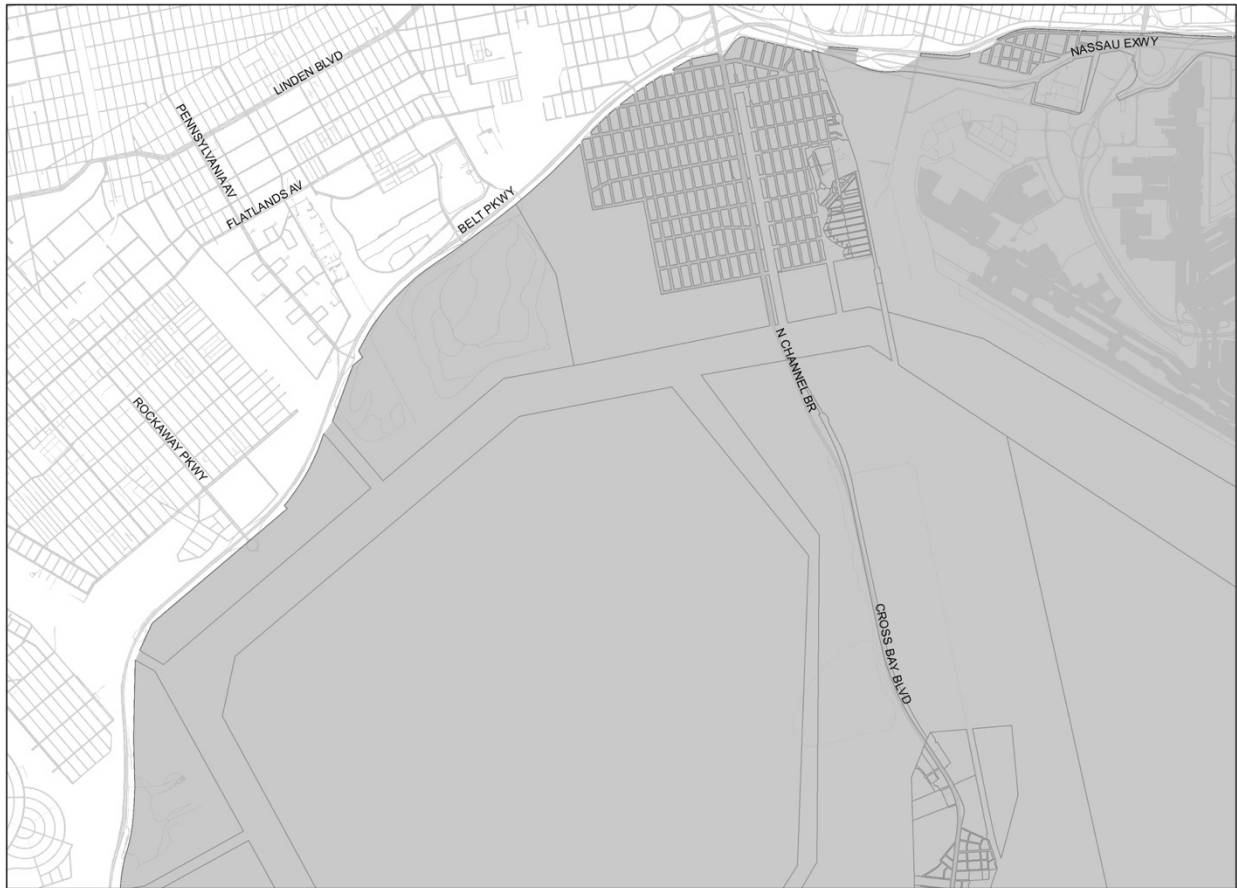 NASSAU EXWY
LINDEN BLVD
PENNSYLVANIA AV
FLATLANDS AV
BELT PKWY
N CHANNEL BR
ROCKAWAY PKWY
CROSS BAY BLVD